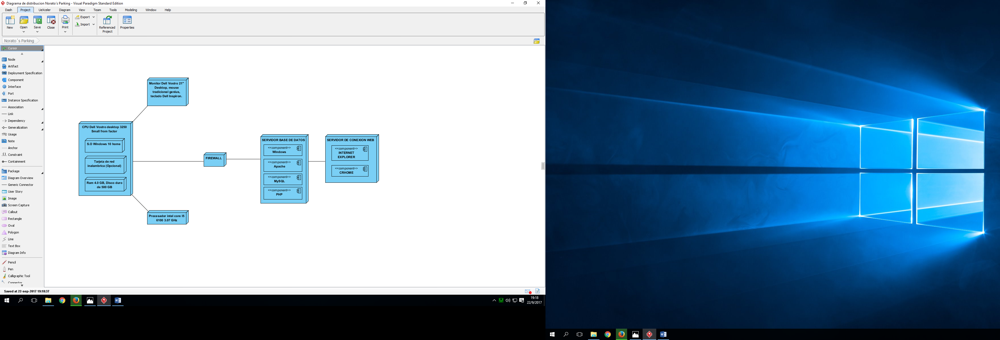 Diagrama de distribucion Norato´s Parking - Visual Paradigm Standard Edition
Dash Project UeXceler Diagram View Team Tools Modeling Window Help
New
Open
Save
Close
Print
Export
Import
Referenced
Project
Properties
Norato´s Parking
Cursor
Node
Artifact
Deployment Specification
Component
Interface
Port
Instance Specification
Association
Link
Dependency
Generalization
Usage
Note
Anchor
Constraint
Containment
Package
Diagram Overview
Generic Connector
User Story
Image
Screen Capture
Callout
Rectangle
Oval
Polygon
Line
Text Box
Diagram Info
Pencil
Pen
Calligraphic Tool
Connector
Monitor Dell Vostro 21"
Desktop, mouse
tradicional genius,
teclado Dell Inspiron.
CPU Dell Vostro desktop 3250
Small from factor
S.O Windows 10 home
Tarjeta de red
inalambrica (Opcional)
Ram 4.0 GB, Disco duro
de 500 GB
Procesador intel core I5
6100 3.07 GHz
FIREWALL
SERVIDOR BASE DE DATOS
<<component>>
Windows
<<component>>
Apache
<<component>>
MySQL
<<component>>
PHP
SERVIDOR DE CONEXION WEB
<<component>>
INTERNET
EXPLORER
<<component>>
CRHOME
Saved at 22-sep-2017 19:18:37
19:18
22/9/2017